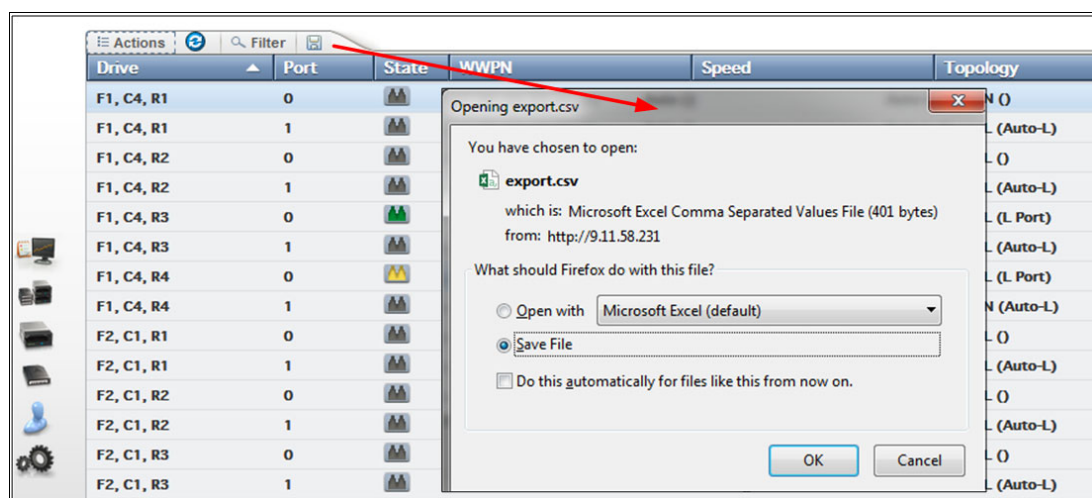 Actions Filter
Drive Port State WWPN Speed Topology
F1, C4, R1 0 N ()
F1, C4, R1 1 L (Auto-L)
F1, C4, R2 0 L ()
F1, C4, R2 1 L (Auto-L)
F1, C4, R3 0 L (L Port)
F1, C4, R3 1 L (Auto-L)
F1, C4, R4 0 L (L Port)
F1, C4, R4 1 N (Auto-L)
F2, C1, R1 0 L ()
F2, C1, R1 1 L (Auto-L)
F2, C1, R2 0 L ()
F2, C1, R2 1 L (Auto-L)
F2, C1, R3 0 L ()
F2, C1, R3 1 L (Auto-L)
Opening export.csv
You have chosen to open:
export.csv
which is: Microsoft Excel Comma Separated Values File (401 bytes)
from: http://9.11.58.231
What should Firefox do with this file?
Open with Microsoft Excel (default)
Save File
Do this automatically for files like this from now on.
OK Cancel